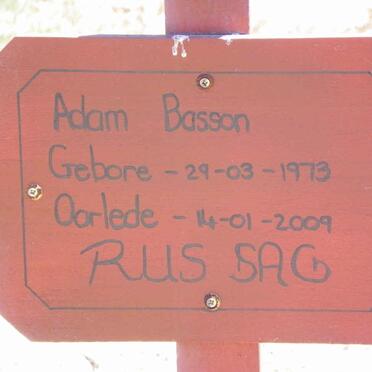 Adam Basson
Gebore - 29-03-1973
Oorlede - 14-01-2009
RUS SAG